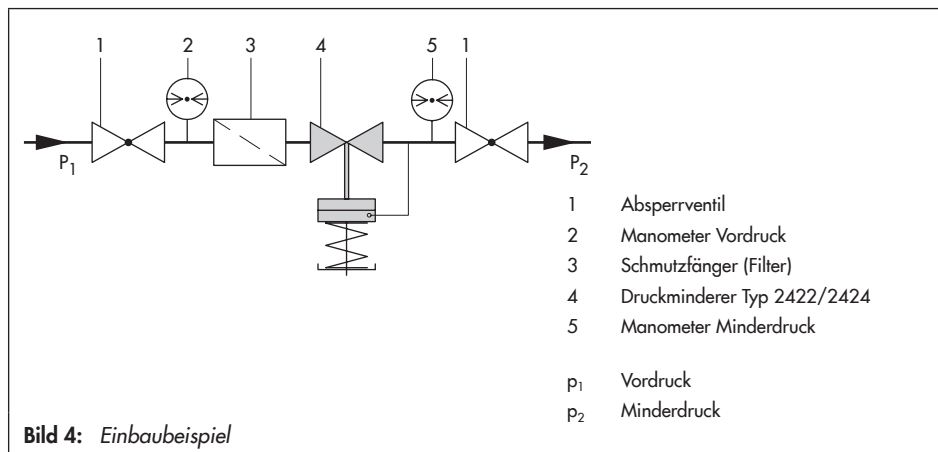 1 2 3 4 5 1
P1 P2
1 Absperrventil
2 Manometer Vordruck
3 Schmutzfänger (Filter)
4 Druckminderer Typ 2422/2424
5 Manometer Minderdruck
p1 Vordruck
p2 Minderdruck
Bild 4: Einbaubeispiel